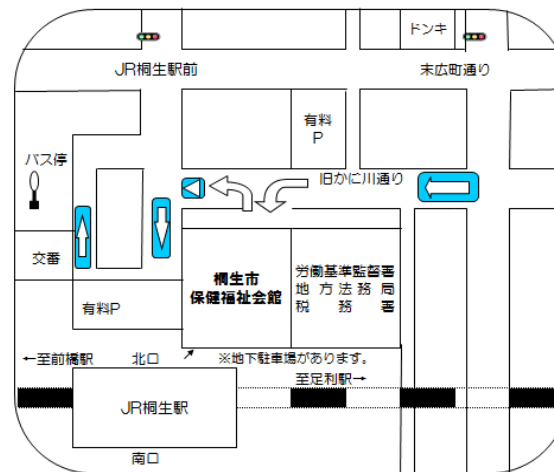 ドンキ
JR桐生駅前
末広町通り
有料
P
バス停
旧かに川通り
交番
桐生市
保健福祉会館
労働基準監督署
地方法務局
税務署
有料P
←至前橋駅
北口
※地下駐車場があります。
至足利駅→
JR桐生駅
南口